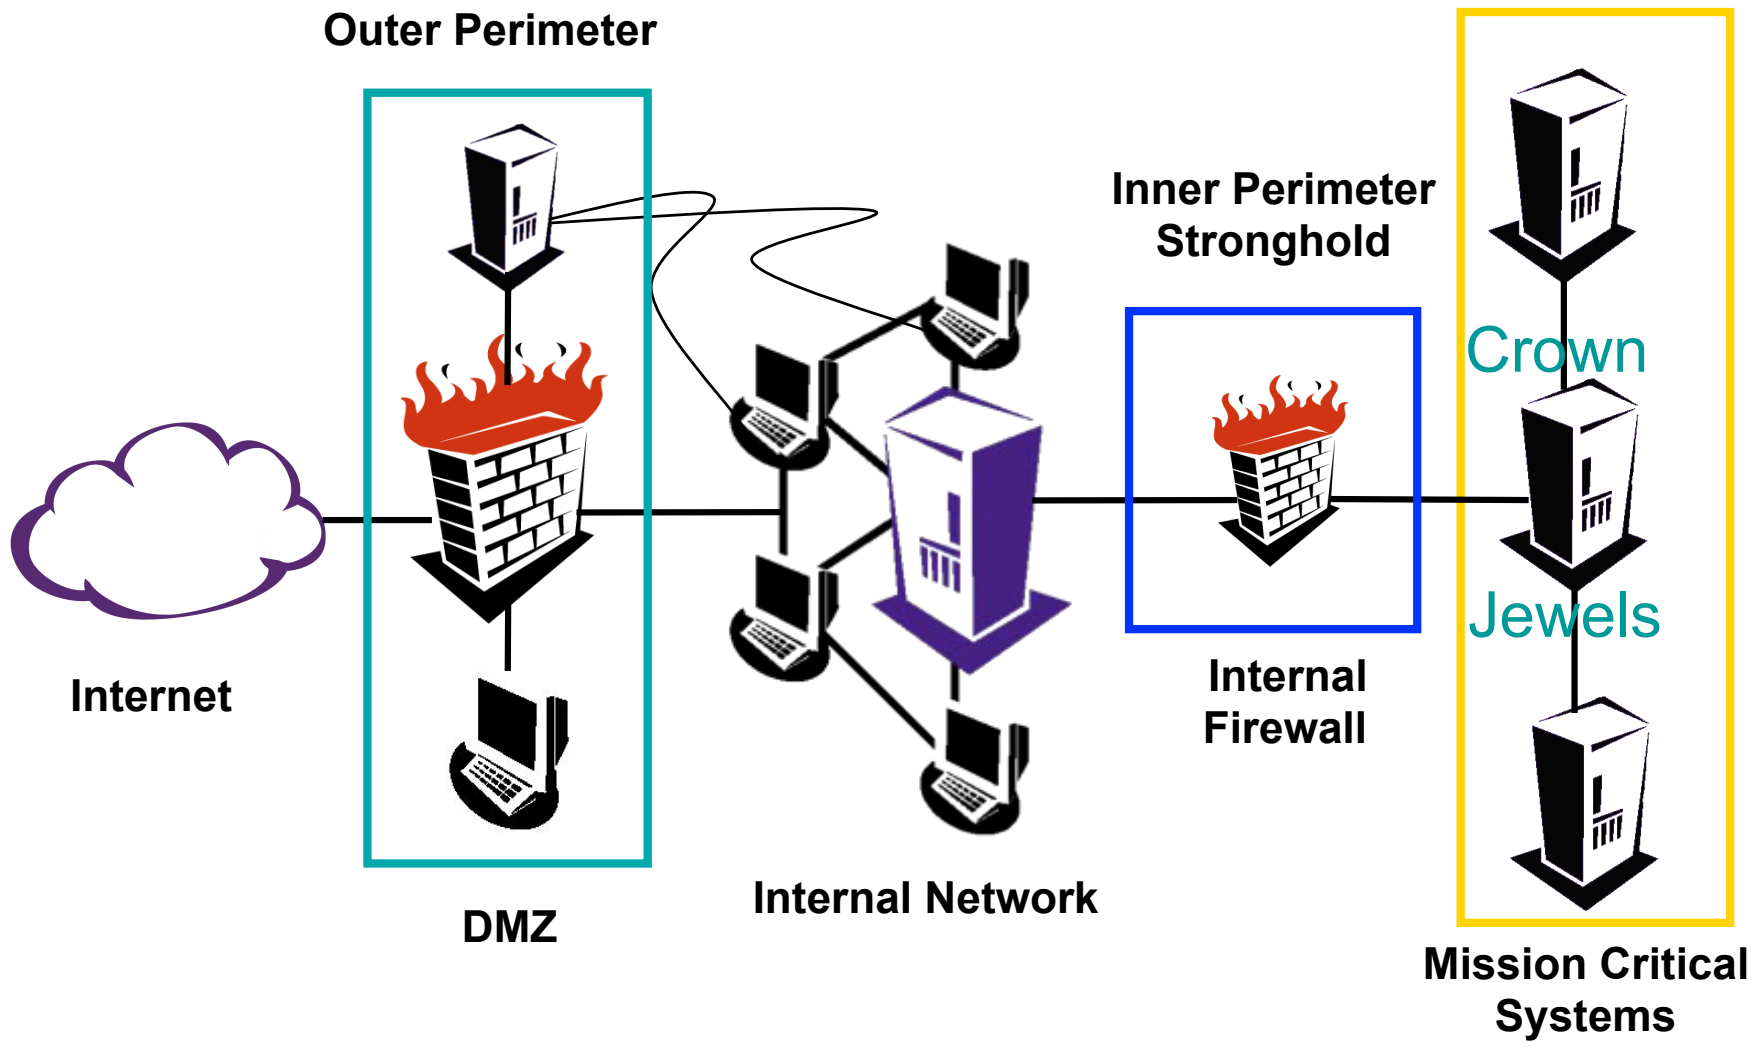 Outer Perimeter
Inner Perimeter
Stronghold
Crown
Jewels
Internet
Internal
Firewall
Internal Network
DMZ
Mission Critical
Systems